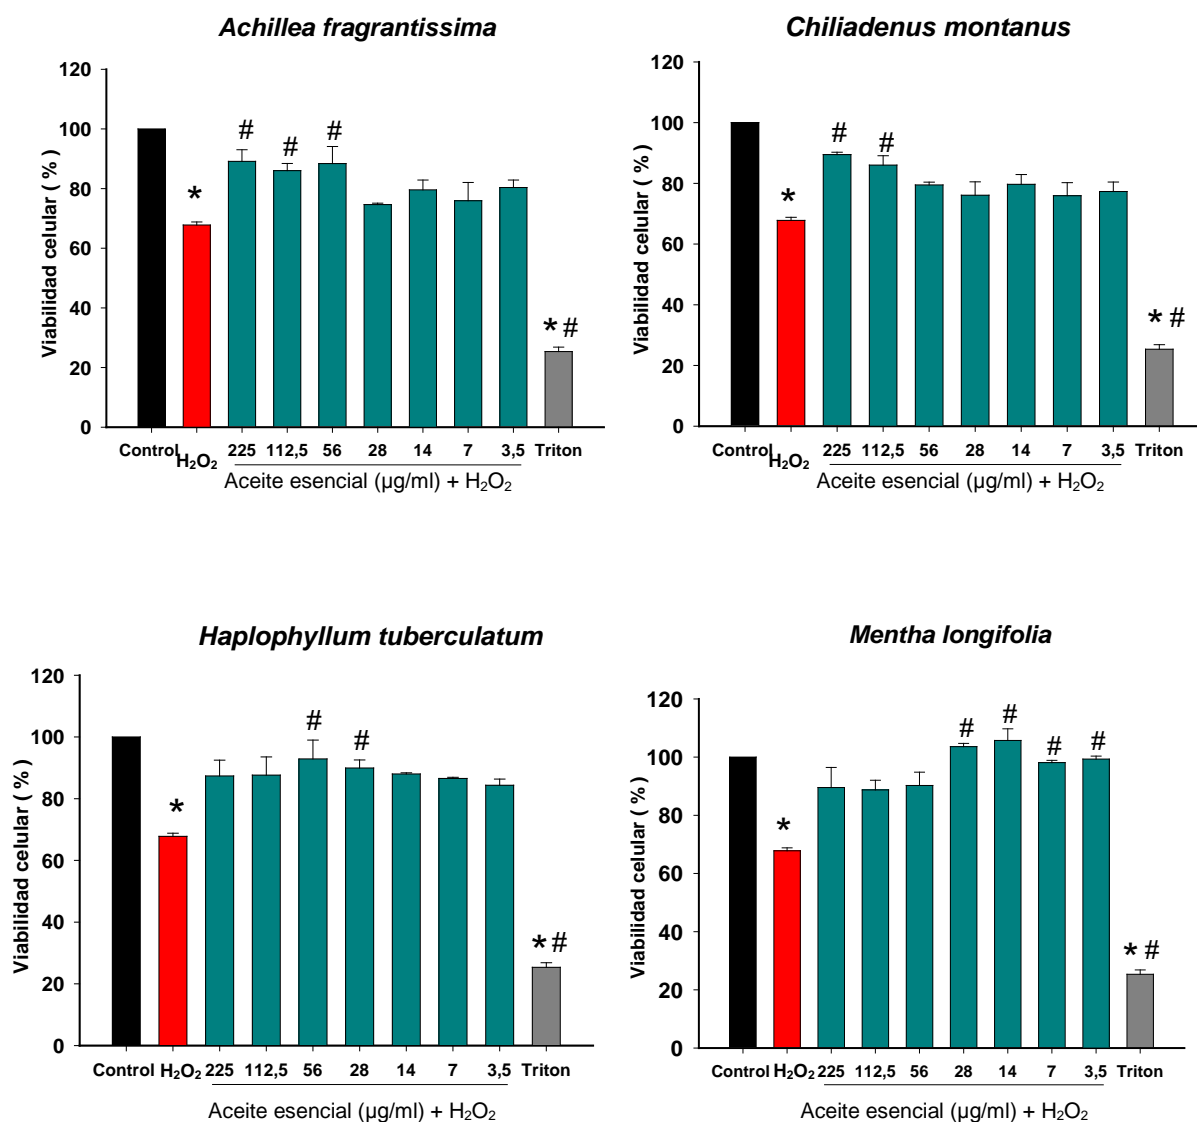 Achillea fragrantissima
Viabilidad celular ( % )
120
100
80
60
40
20
0
*
#
#
#
* #
Control H₂O₂ 225 112,5 56 28 14 7 3,5 Triton
Aceite esencial (µg/ml) + H₂O₂
Chiliadenus montanus
Viabilidad celular ( % )
120
100
80
60
40
20
0
*
#
#
* #
Control H₂O₂ 225 112,5 56 28 14 7 3,5 Triton
Aceite esencial (µg/ml) + H₂O₂
Haplophyllum tuberculatum
Viabilidad celular ( % )
120
100
80
60
40
20
0
*
#
#
* #
Control H₂O₂ 225 112,5 56 28 14 7 3,5 Triton
Aceite esencial (µg/ml) + H₂O₂
Mentha longifolia
Viabilidad celular ( %)
120
100
80
60
40
20
0
*
#
#
#
#
* #
Control H₂O₂ 225 112,5 56 28 14 7 3,5 Triton
Aceite esencial (µg/ml) + H₂O₂